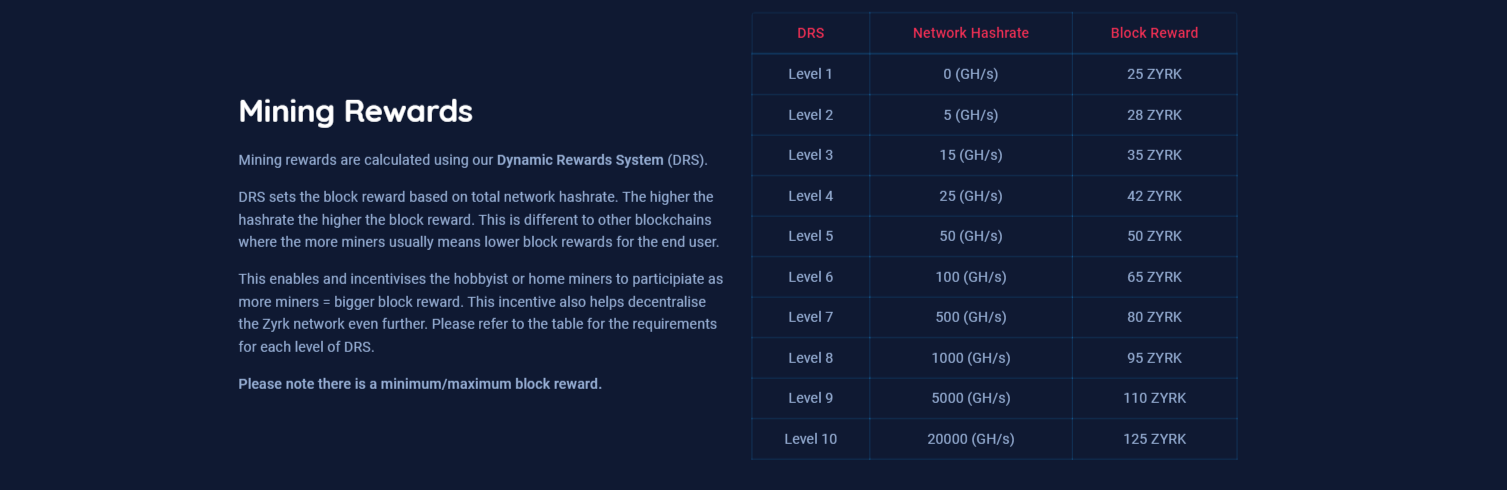 Mining Rewards
Mining rewards are calculated using our Dynamic Rewards System (DRS).
DRS sets the block reward based on total network hashrate. The higher the
hashrate the higher the block reward. This is different to other blockchains
where the more miners usually means lower block rewards for the end user.
This enables and incentivises the hobbyist or home miners to participiate as
more miners = bigger block reward. This incentive also helps decentralise
the Zyrk network even further. Please refer to the table for the requirements
for each level of DRS.
Please note there is a minimum/maximum block reward.
DRS Network Hashrate Block Reward
Level 1 0 (GH/s) 25 ZYRK
Level 2 5 (GH/s) 28 ZYRK
Level 3 15 (GH/s) 35 ZYRK
Level 4 25 (GH/s) 42 ZYRK
Level 5 50 (GH/s) 50 ZYRK
Level 6 100 (GH/s) 65 ZYRK
Level 7 500 (GH/s) 80 ZYRK
Level 8 1000 (GH/s) 95 ZYRK
Level 9 5000 (GH/s) 110 ZYRK
Level 10 20000 (GH/s) 125 ZYRK